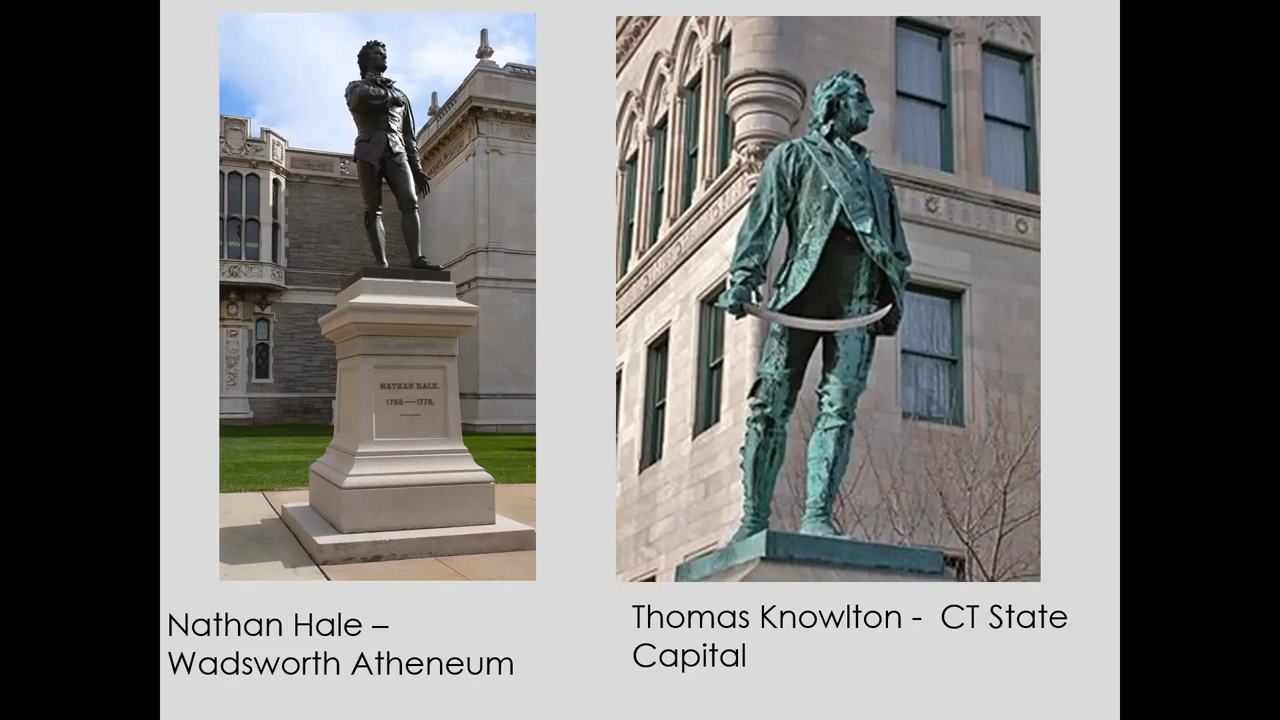 NATHAN HALE.
1755—1776.
Nathan Hale –
Wadsworth Atheneum
Thomas Knowlton - CT State
Capital